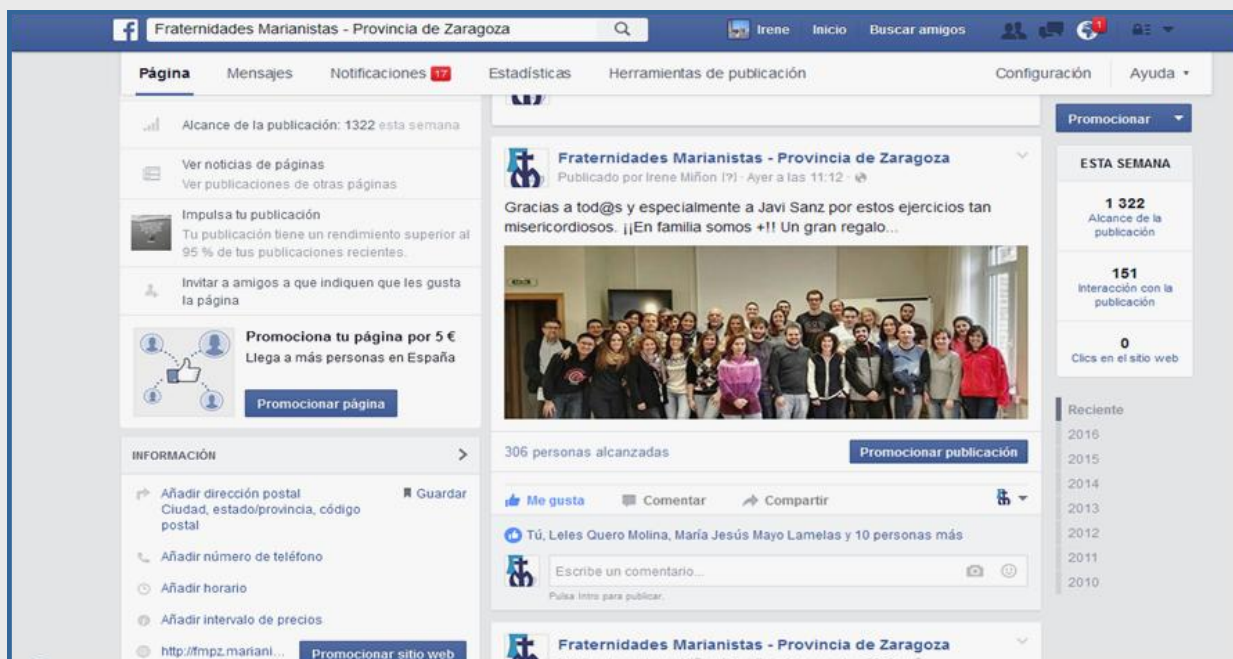 Fraternidades Marianistas - Provincia de Zaragoza
Irene Inicio Buscar amigos 1
Página Mensajes Notificaciones 17 Estadísticas Herramientas de publicación Configuración Ayuda
Alcance de la publicación: 1322 esta semana
Ver noticias de páginas
Ver publicaciones de otras páginas
Impulsa tu publicación
Tu publicación tiene un rendimiento superior al
95 % de tus publicaciones recientes.
Invitar a amigos a que indiquen que les gusta
la página
Promociona tu página por 5 €
Llega a más personas en España
Promocionar página
INFORMACIÓN
Añadir dirección postal
Ciudad, estado/provincia, código
postal
Guardar
Añadir número de teléfono
Añadir horario
Añadir intervalo de precios
http://fmpz.mariani...
Promocionar sitio web
Fraternidades Marianistas - Provincia de Zaragoza
Publicado por Irene Miñon [?] · Ayer a las 11:12 ·
Gracias a tod@s y especialmente a Javi Sanz por estos ejercicios tan
misericordiosos. ¡¡En familia somos +!! Un gran regalo...
306 personas alcanzadas
Promocionar publicación
Me gusta Comentar Compartir
Tú, Leles Quero Molina, María Jesús Mayo Lamelas y 10 personas más
Escribe un comentario...
Pulsa Intro para publicar.
Fraternidades Marianistas - Provincia de Zaragoza
Promocionar
ESTA SEMANA
1 322
Alcance de la
publicación
151
Interacción con la
publicación
0
Clics en el sitio web
Reciente
2016
2015
2014
2013
2012
2011
2010